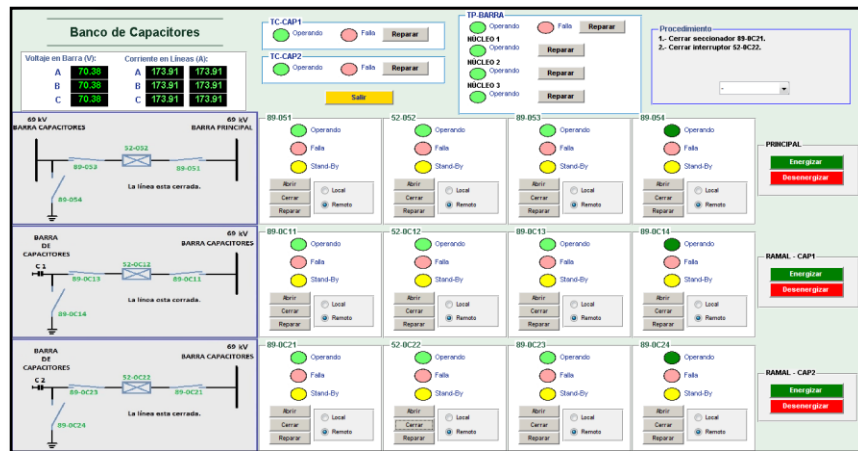 Banco de Capacitores
Voltaje en Barra (V):
Corriente en Líneas (A):
A 70.38 A 173.91 173.91
B 70.38 B 173.91 173.91
C 70.38 C 173.91 173.91
TC-CAP1
Operando Falla Reparar
TC-CAP2
Operando Falla Reparar
Salir
TP-BARRA
Operando Falla Reparar
NÚCLEO 1
Operando Reparar
NÚCLEO 2
Operando Reparar
NÚCLEO 3
Operando Reparar
Procedimiento
1.- Cerrar seccionador 89-0C21.
2.- Cerrar interruptor 52-0C22.
-
69 kV
BARRA CAPACITORES
69 kV
BARRA PRINCIPAL
52-052
89-053
89-051
89-054
La línea esta cerrada.
89-051
Operando
Falla
Stand-By
Abrir
Cerrar
Reparar
Local
Remoto
52-052
Operando
Falla
Stand-By
Abrir
Cerrar
Reparar
Local
Remoto
89-053
Operando
Falla
Stand-By
Abrir
Cerrar
Reparar
Local
Remoto
89-054
Operando
Falla
Stand-By
Abrir
Cerrar
Reparar
Local
Remoto
PRINCIPAL
Energizar
Desenergizar
BARRA
DE
CAPACITORES
69 kV
BARRA CAPACITORES
C 1
52-0C12
89-0C13
89-0C11
89-0C14
La línea esta cerrada.
89-0C11
Operando
Falla
Stand-By
Abrir
Cerrar
Reparar
Local
Remoto
52-0C12
Operando
Falla
Stand-By
Abrir
Cerrar
Reparar
Local
Remoto
89-0C13
Operando
Falla
Stand-By
Abrir
Cerrar
Reparar
Local
Remoto
89-0C14
Operando
Falla
Stand-By
Abrir
Cerrar
Reparar
Local
Remoto
RAMAL - CAP1
Energizar
Desenergizar
BARRA
DE
CAPACITORES
69 kV
BARRA CAPACITORES
C 2
52-0C22
89-0C23
89-0C21
89-0C24
La línea esta cerrada.
89-0C21
Operando
Falla
Stand-By
Abrir
Cerrar
Reparar
Local
Remoto
52-0C22
Operando
Falla
Stand-By
Abrir
Cerrar
Reparar
Local
Remoto
89-0C23
Operando
Falla
Stand-By
Abrir
Cerrar
Reparar
Local
Remoto
89-0C24
Operando
Falla
Stand-By
Abrir
Cerrar
Reparar
Local
Remoto
RAMAL - CAP2
Energizar
Desenergizar